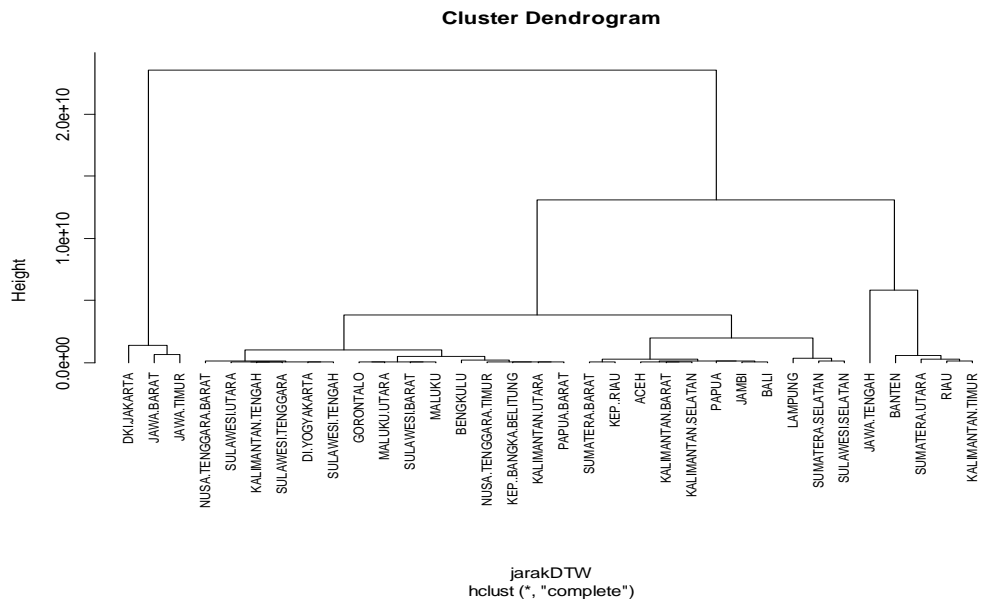 Cluster Dendrogram
Height
0.0e+00
1.0e+10
2.0e+10
DKI.JAKARTA
JAWA.BARAT
JAWA.TIMUR
NUSA.TENGGARA.BARAT
SULAWESI.UTARA
KALIMANTAN.TENGAH
SULAWESI.TENGGARA
DI.YOGYAKARTA
SULAWESI.TENGAH
GORONTALO
MALUKU.UTARA
SULAWESI.BARAT
MALUKU
BENGKULU
NUSA.TENGGARA.TIMUR
KEP..BANGKA.BELITUNG
KALIMANTAN.UTARA
PAPUA.BARAT
SUMATERA.BARAT
KEP..RIAU
ACEH
KALIMANTAN.BARAT
KALIMANTAN.SELATAN
PAPUA
JAMBI
BALI
LAMPUNG
SUMATERA.SELATAN
SULAWESI.SELATAN
JAWA.TENGAH
BANTEN
SUMATERA.UTARA
RIAU
KALIMANTAN.TIMUR
jarakDTW
hclust (*, "complete")